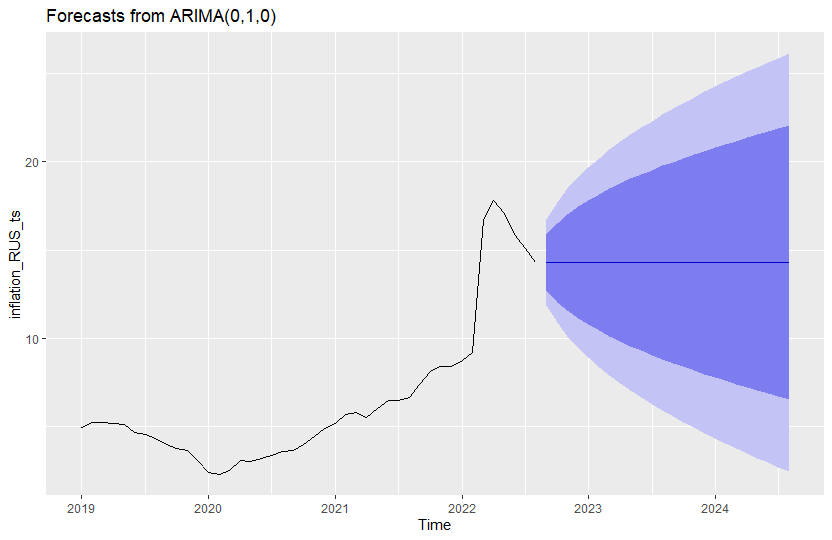 Forecasts from ARIMA(0,1,0)
20
10
inflation_RUS_ts
2019 2020 2021 2022 2023 2024
Time